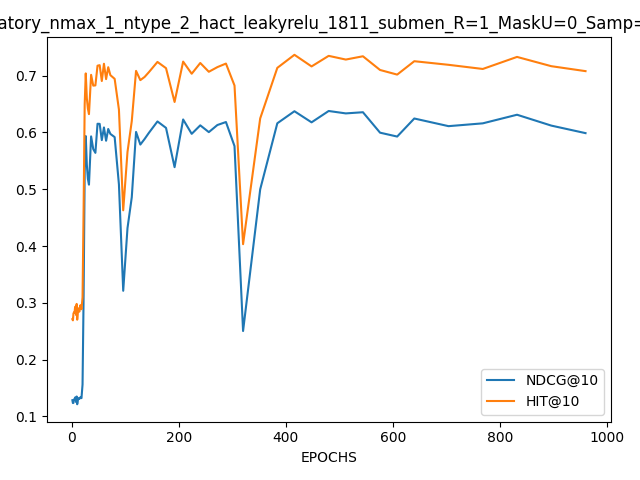 atory_nmax_1_ntype_2_hact_leakyrelu_1811_submen_R=1_MaskU=0_Samp=
0.7
0.6
0.5
0.4
0.3
0.2
0.1
NDCG@10
HIT@10
0 200 400 600 800 1000
EPOCHS